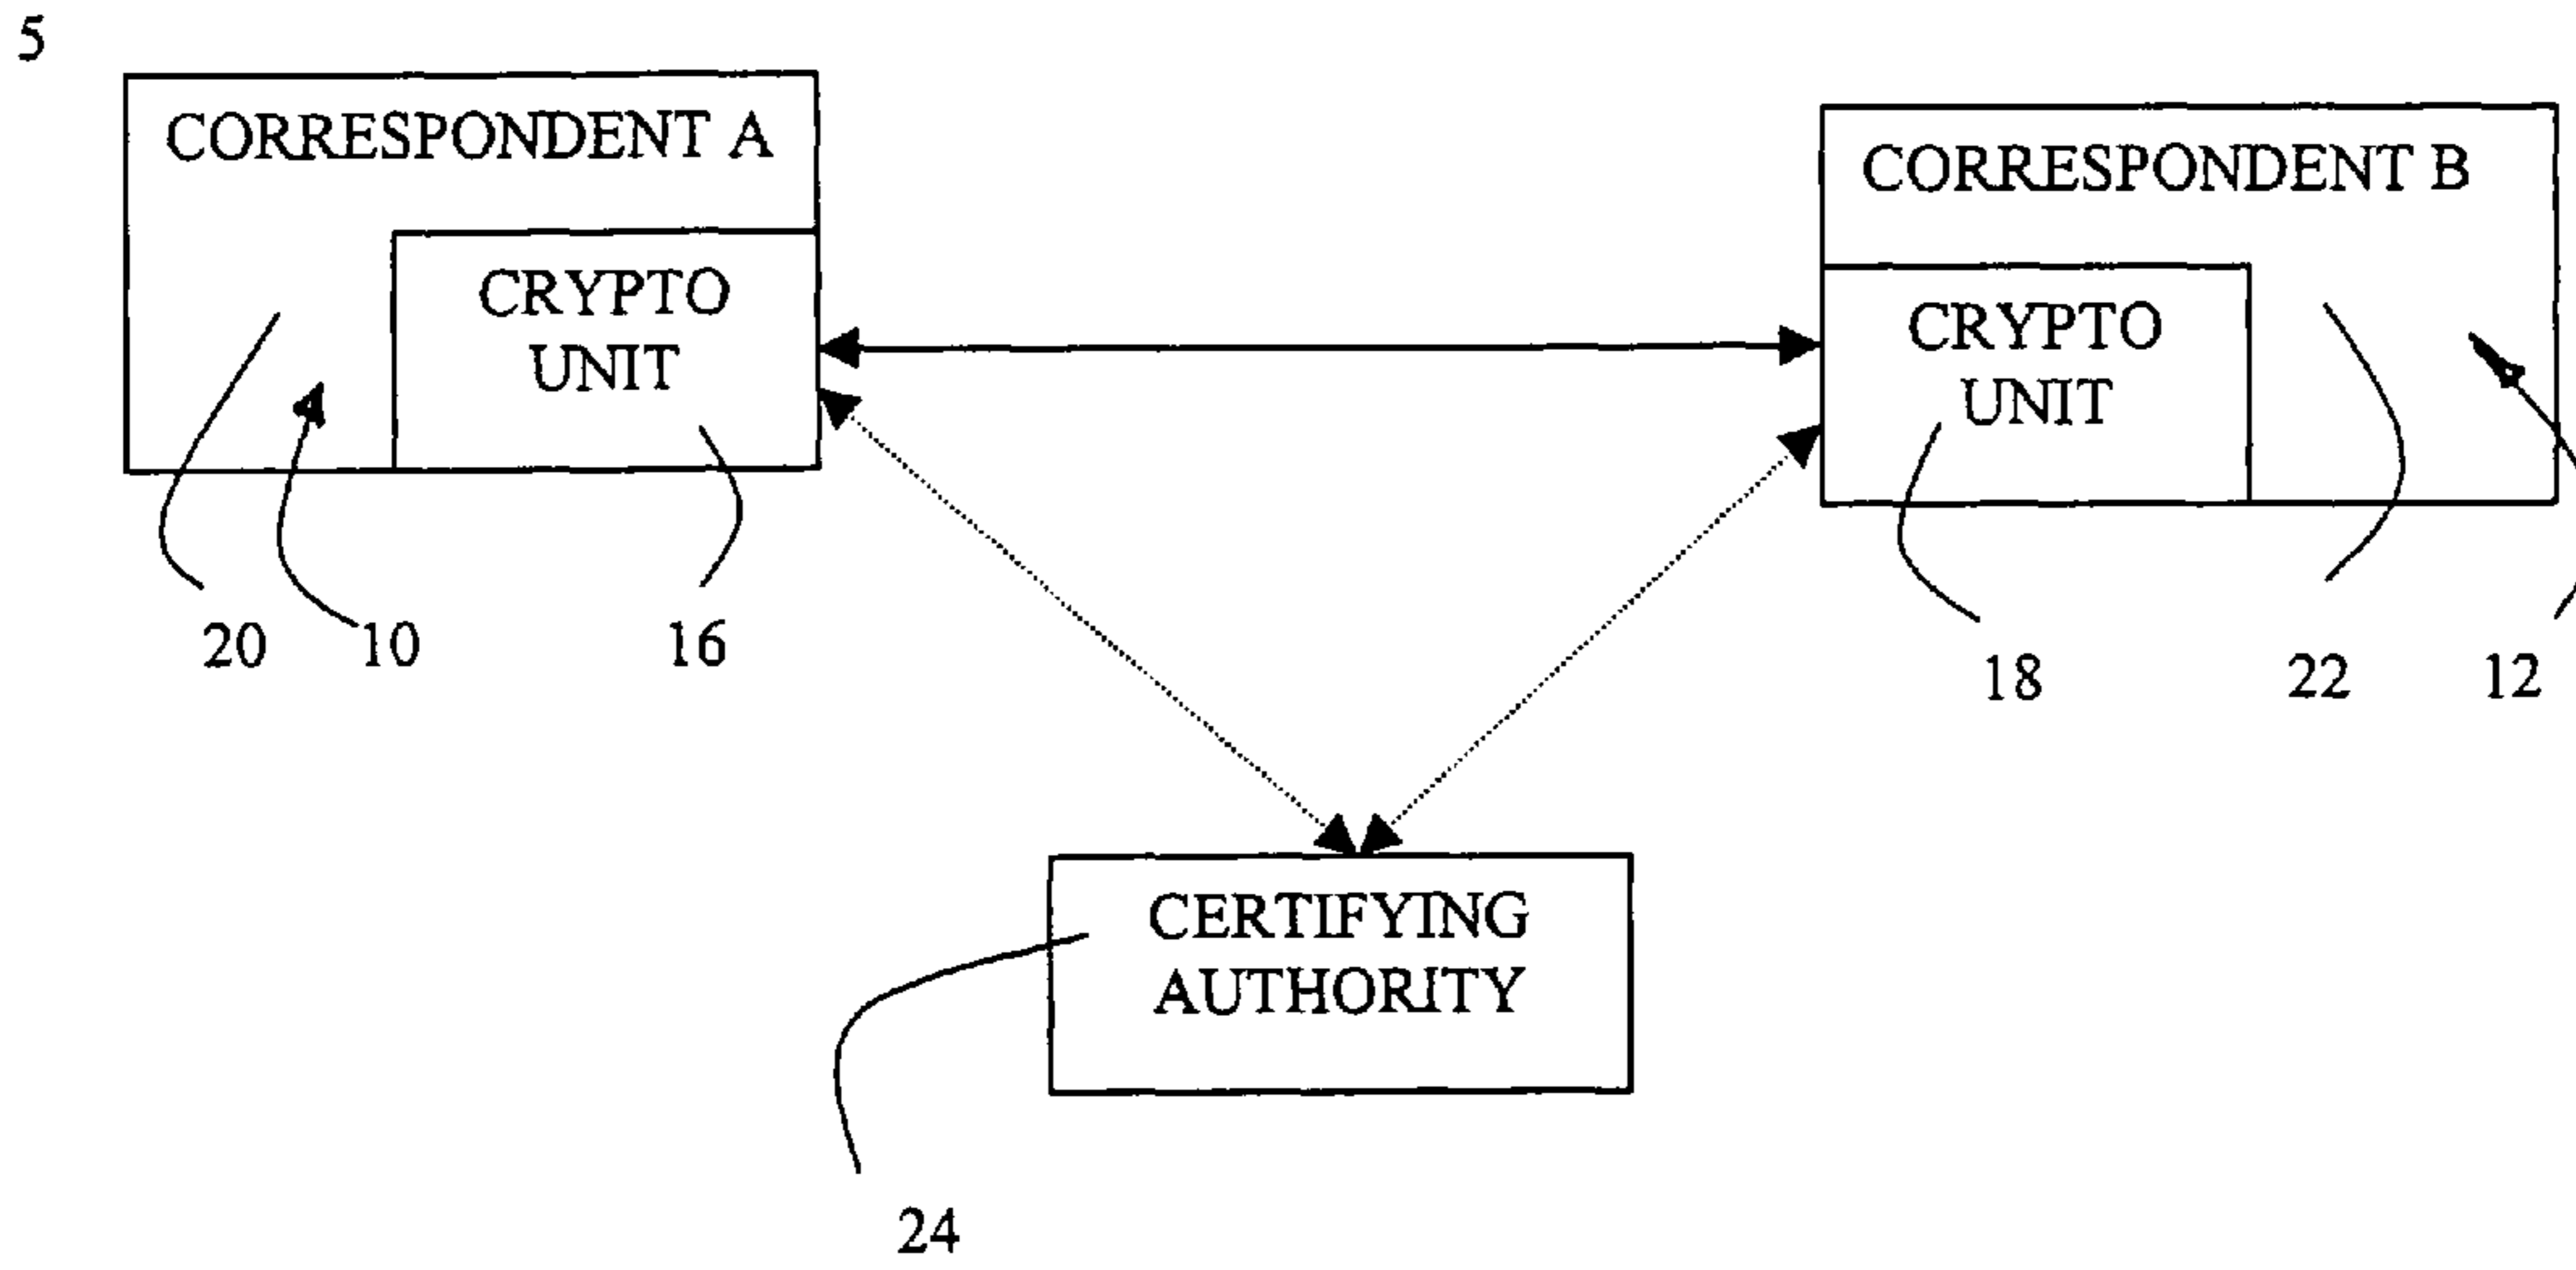 5
CORRESPONDENT A
CRYPTO
UNIT
CORRESPONDENT B
CRYPTO
UNIT
20
10
16
18
22
12
CERTIFYING
AUTHORITY
24